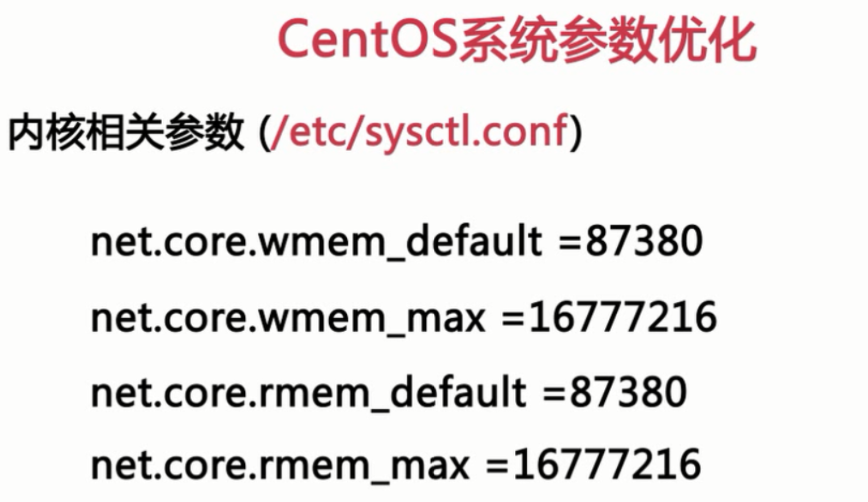 CentOS系统参数优化
内核相关参数 (/etc/sysctl.conf)
net.core.wmem_default =87380
net.core.wmem_max =16777216
net.core.rmem_default =87380
net.core.rmem_max =16777216